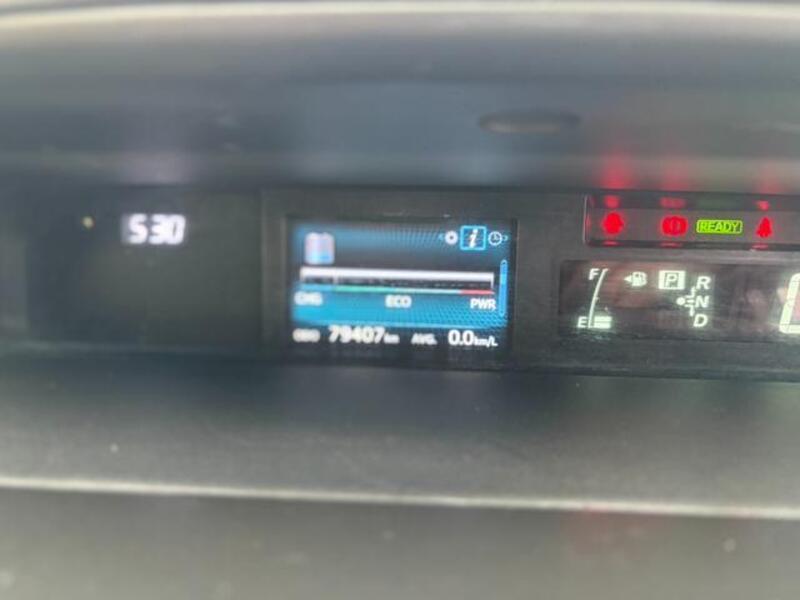 5:30
READY
F
E
P
R
N
D
CHG ECO PWR
ODO 79407km AVG. 0.0km/L